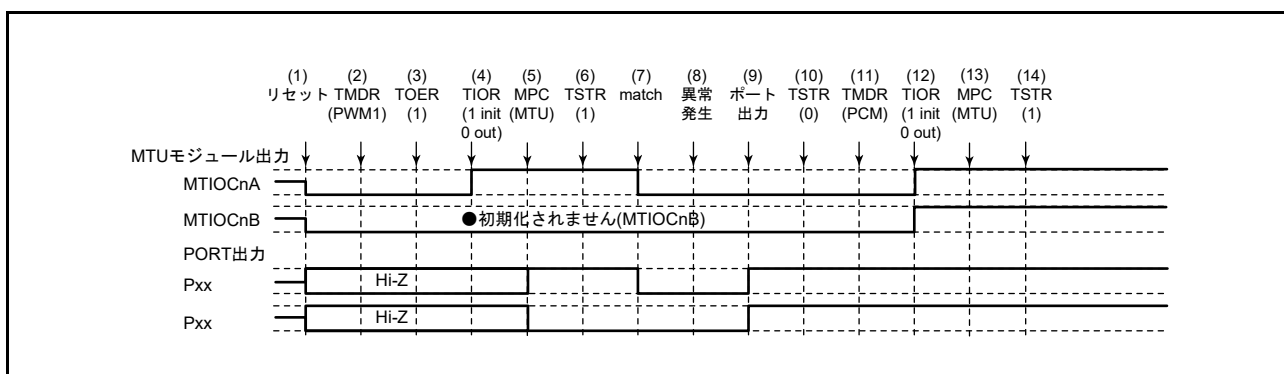 (1) (2) (3) (4) (5) (6) (7) (8) (9) (10) (11) (12) (13) (14)
リセット TMDR TOER TIOR MPC TSTR match 異常 ポート TSTR TMDR TIOR MPC TSTR
(PWM1) (1) (1 init (MTU) (1) 発生 出力 (0) (PCM) (1 init (MTU) (1)
0 out) 0 out)
MTUモジュール出力
MTIOCnA
MTIOCnB ●初期化されません(MTIOCnB)
PORT出力
Pxx Hi-Z
Pxx Hi-Z